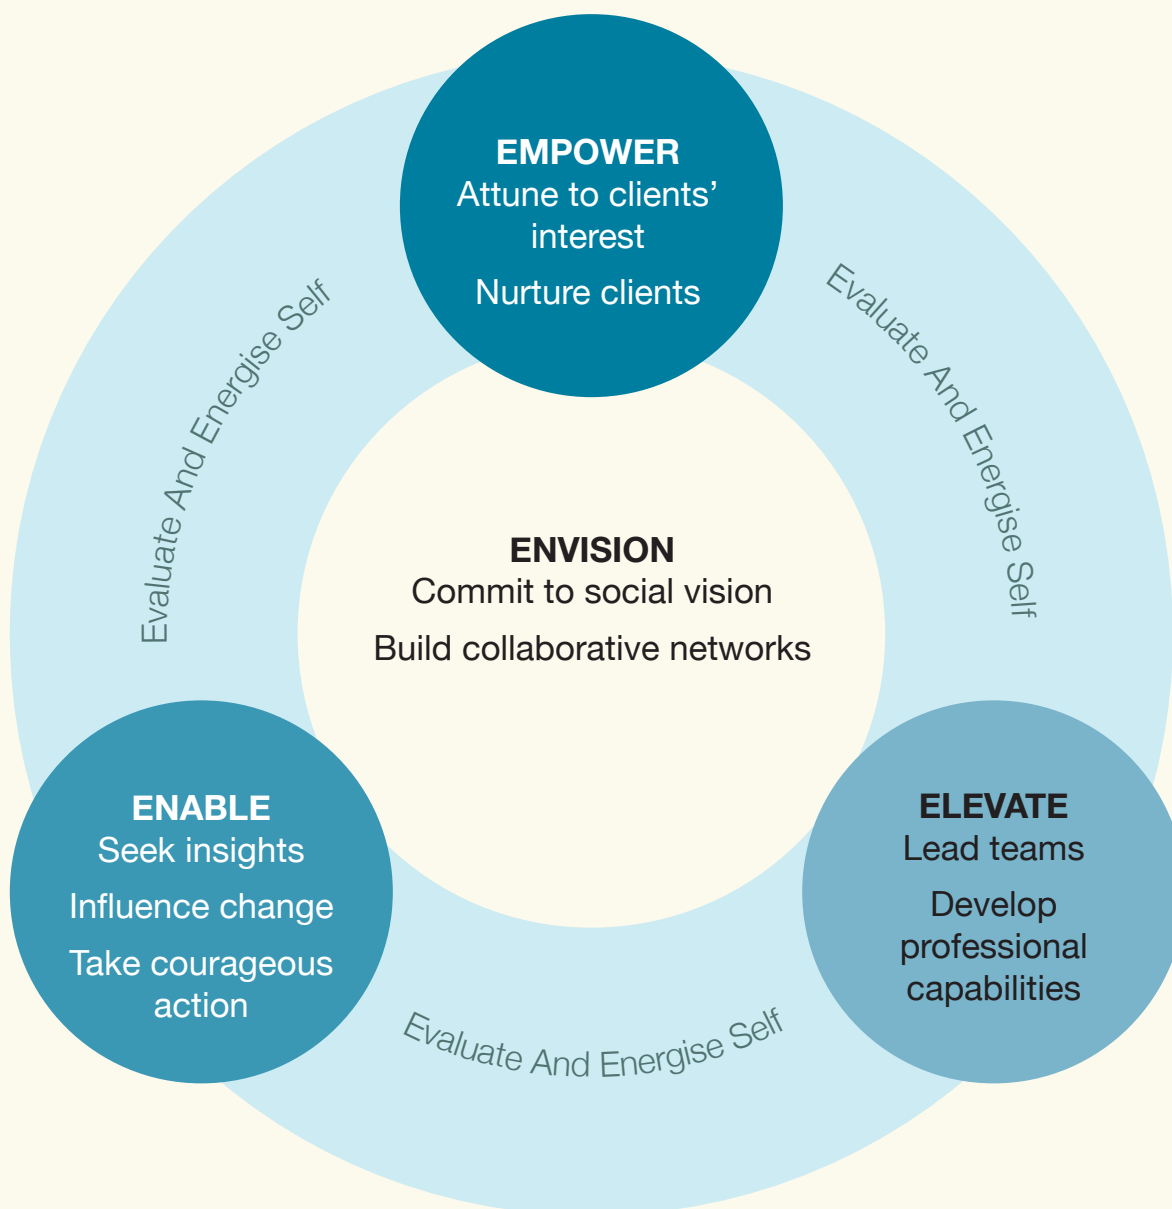 EMPOWER
Attune to clients’
interest
Nurture clients
Evaluate And Energise Self
Evaluate And Energise Self
ENVISION
Commit to social vision
Build collaborative networks
ENABLE
Seek insights
Influence change
Take courageous
action
ELEVATE
Lead teams
Develop
professional
capabilities
Evaluate And Energise Self